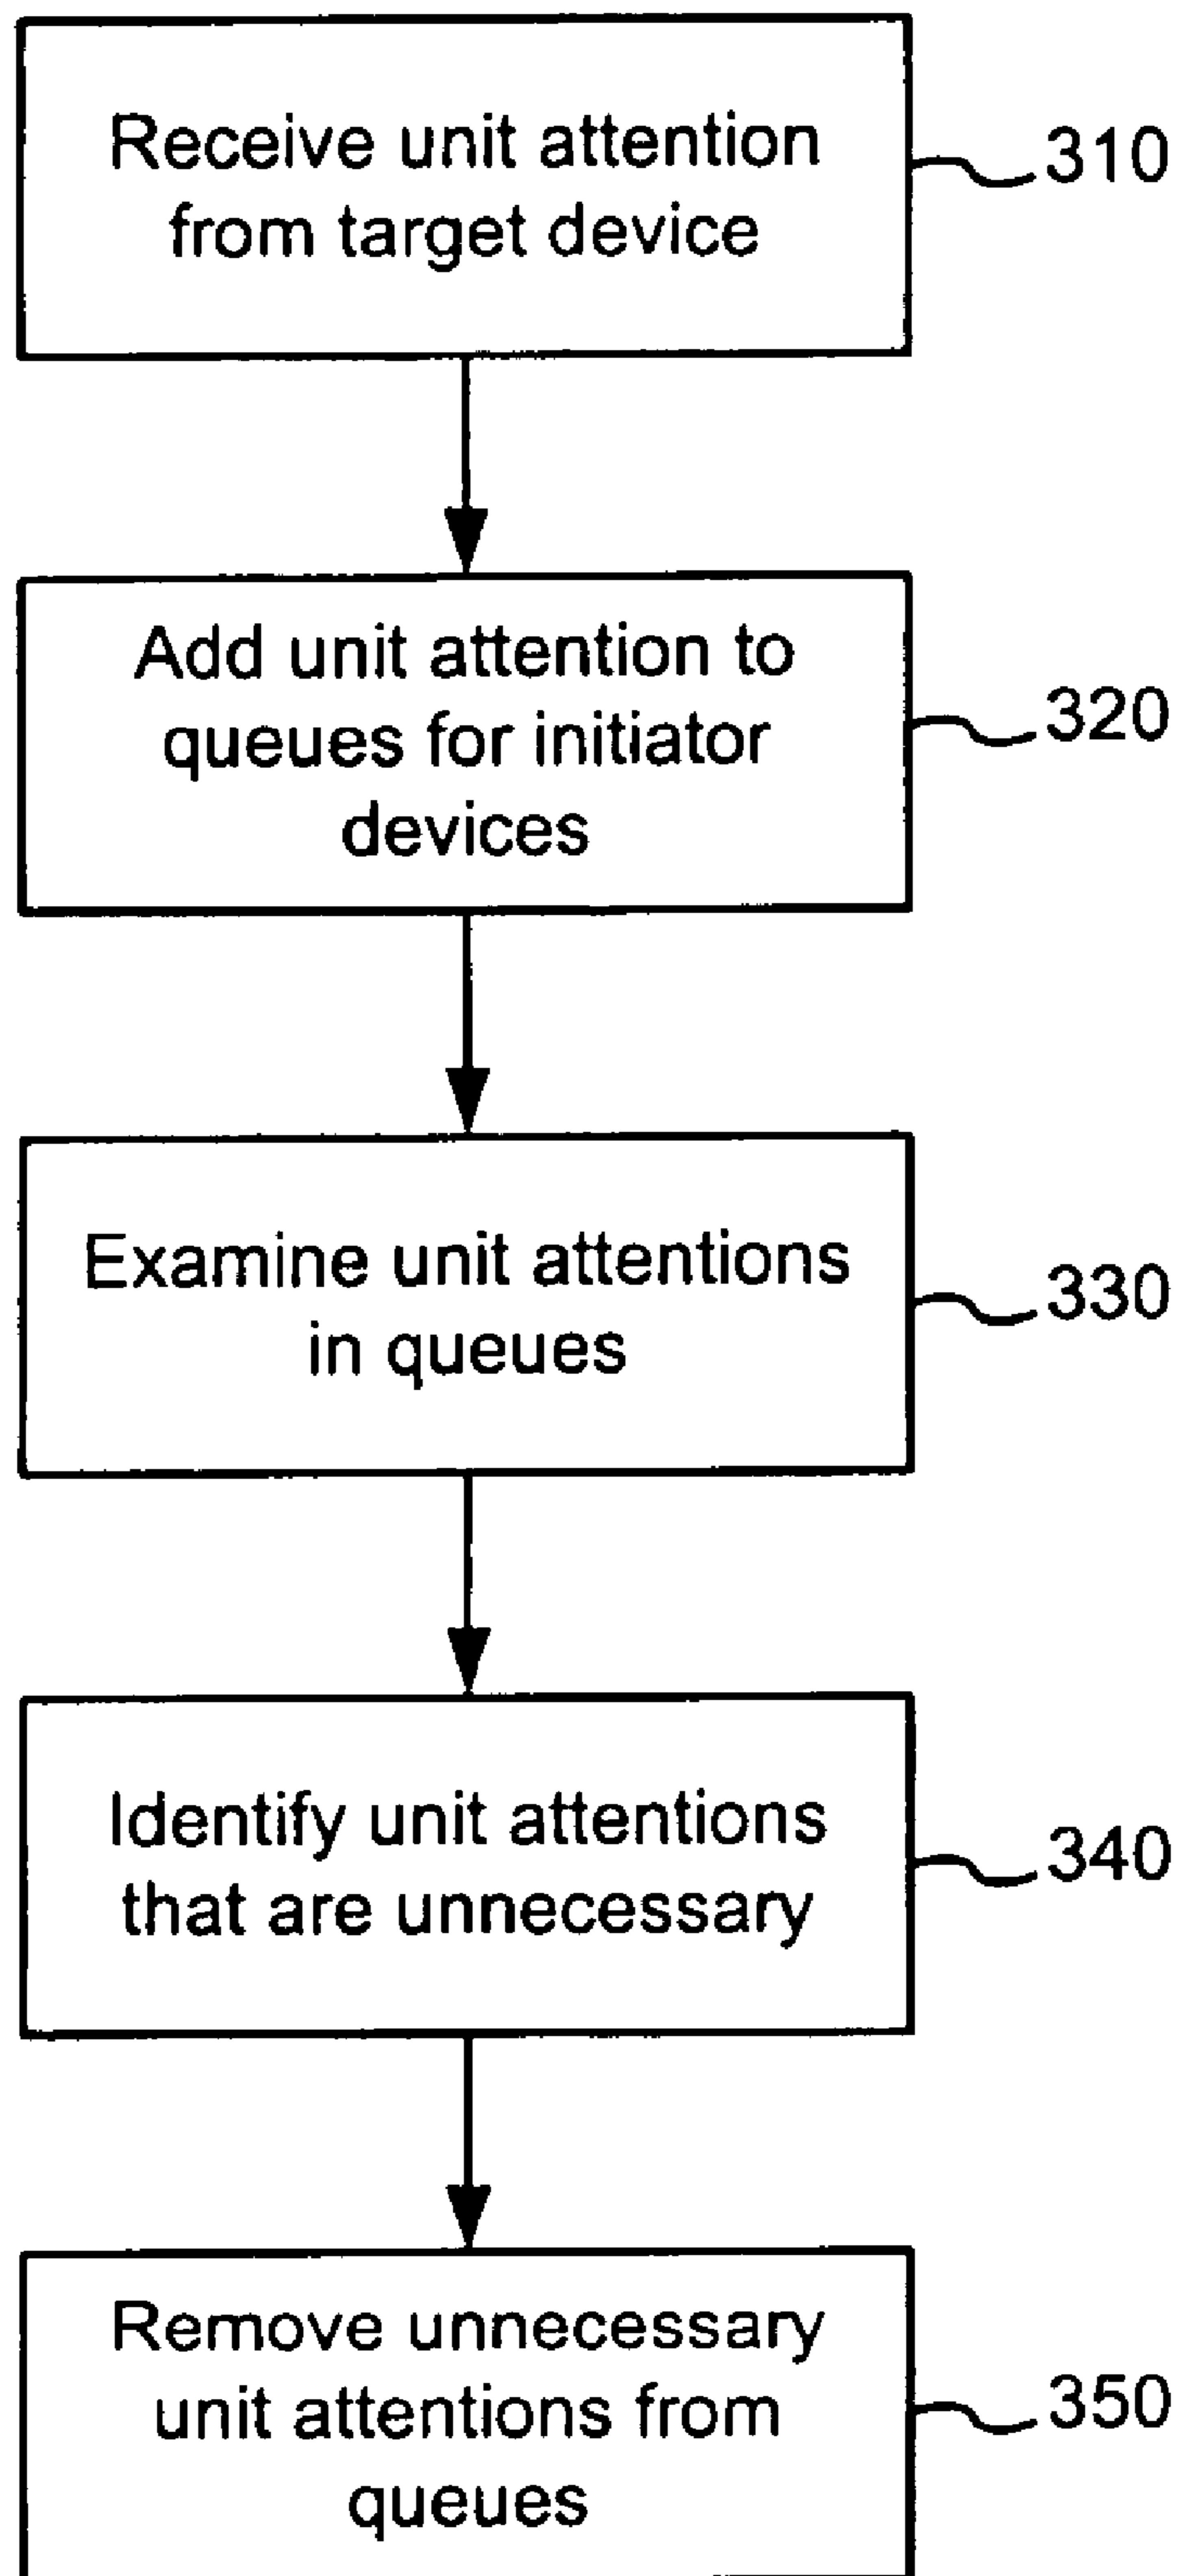 Receive unit attention
from target device
310
Add unit attention to
queues for initiator
devices
320
Examine unit attentions
in queues
330
Identify unit attentions
that are unnecessary
340
Remove unnecessary
unit attentions from
queues
350